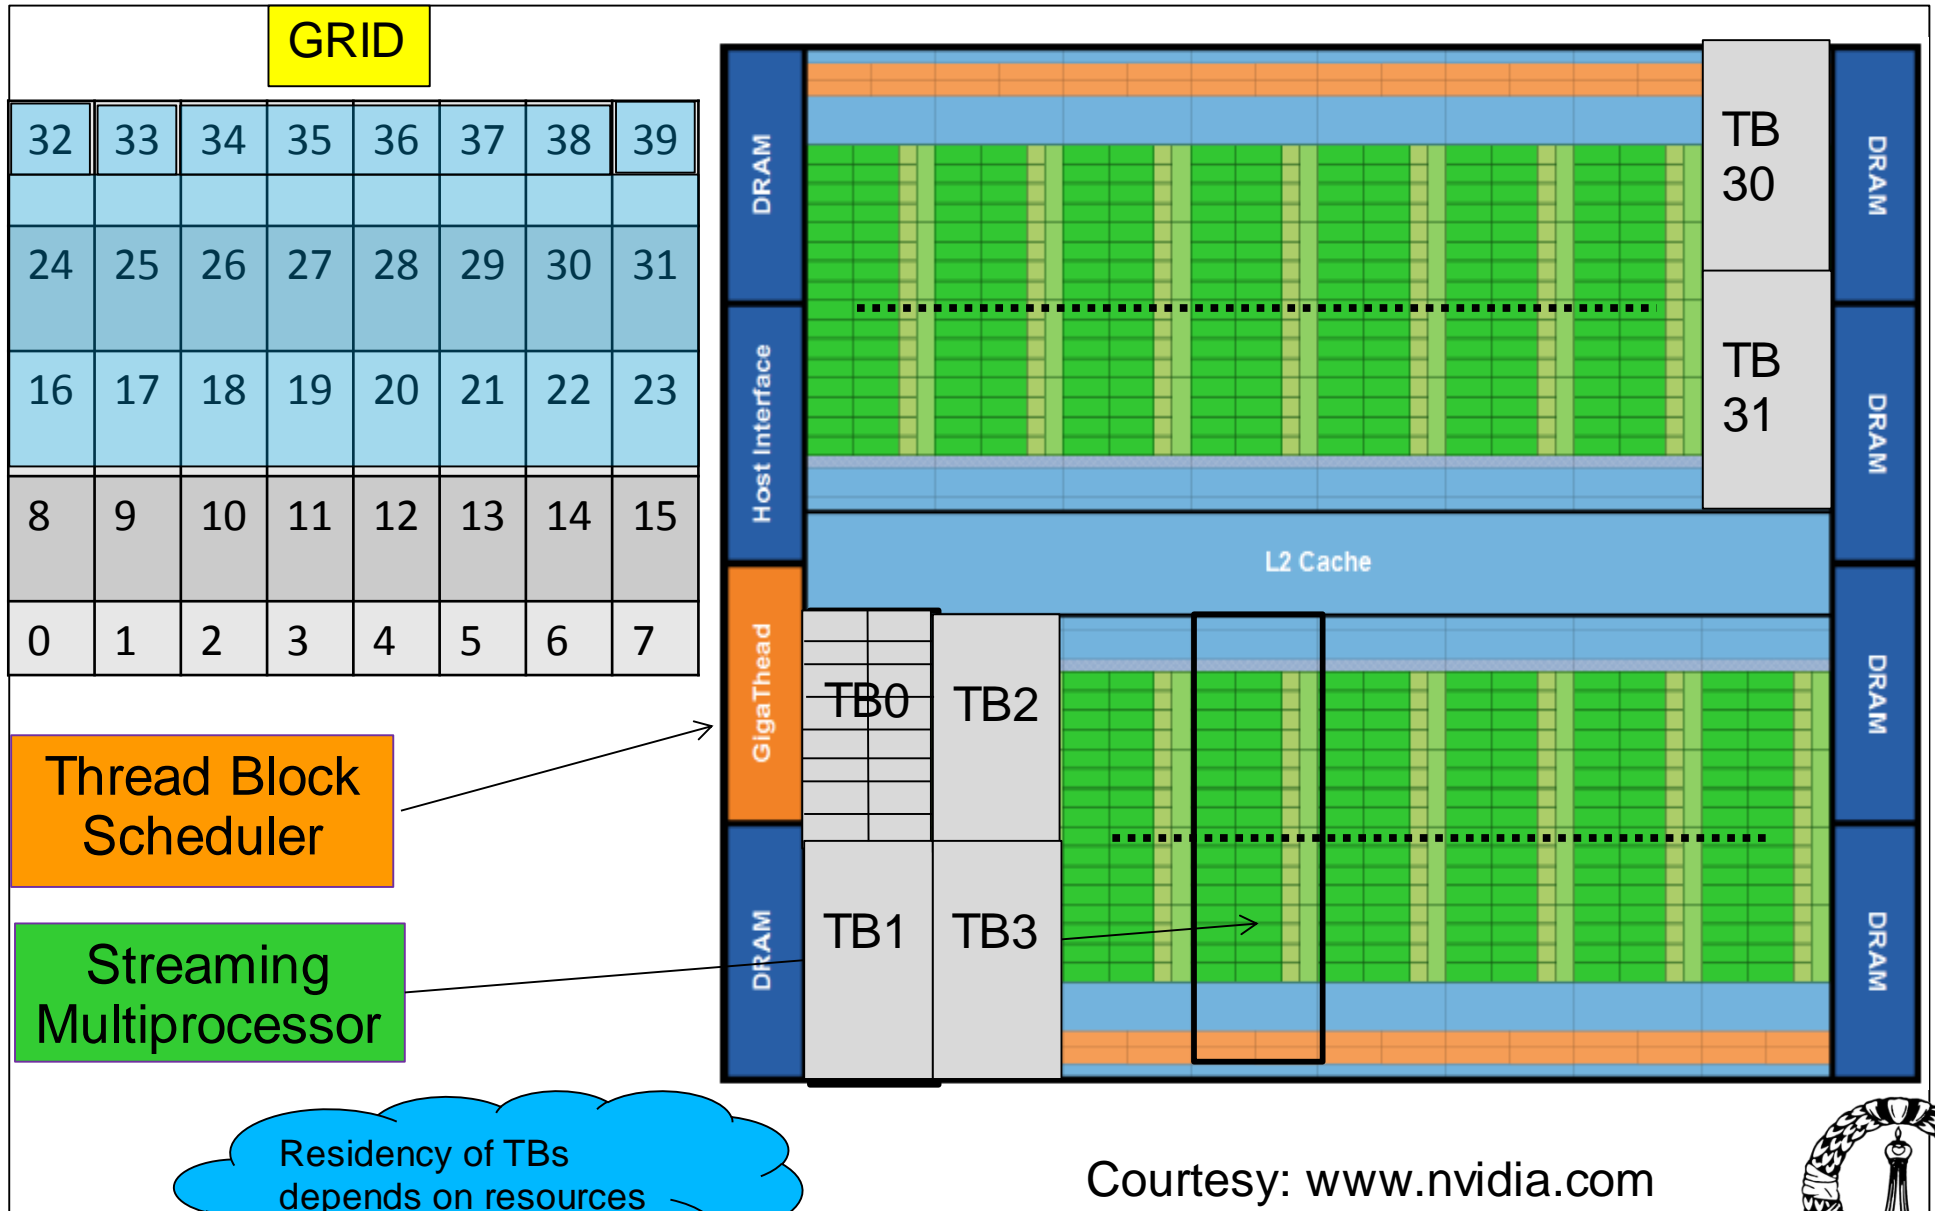 GRID
32 33 34 35 36 37 38 39
24 25 26 27 28 29 30 31
16 17 18 19 20 21 22 23
8 9 10 11 12 13 14 15
0 1 2 3 4 5 6 7
Thread Block
Scheduler
Streaming
Multiprocessor
Residency of TBs
depends on resources
DRAM
Host Interface
GigaThead
DRAM
TB
30
TB
31
L2 Cache
TB0
TB2
TB1
TB3
DRAM
DRAM
DRAM
DRAM
Courtesy: www.nvidia.com